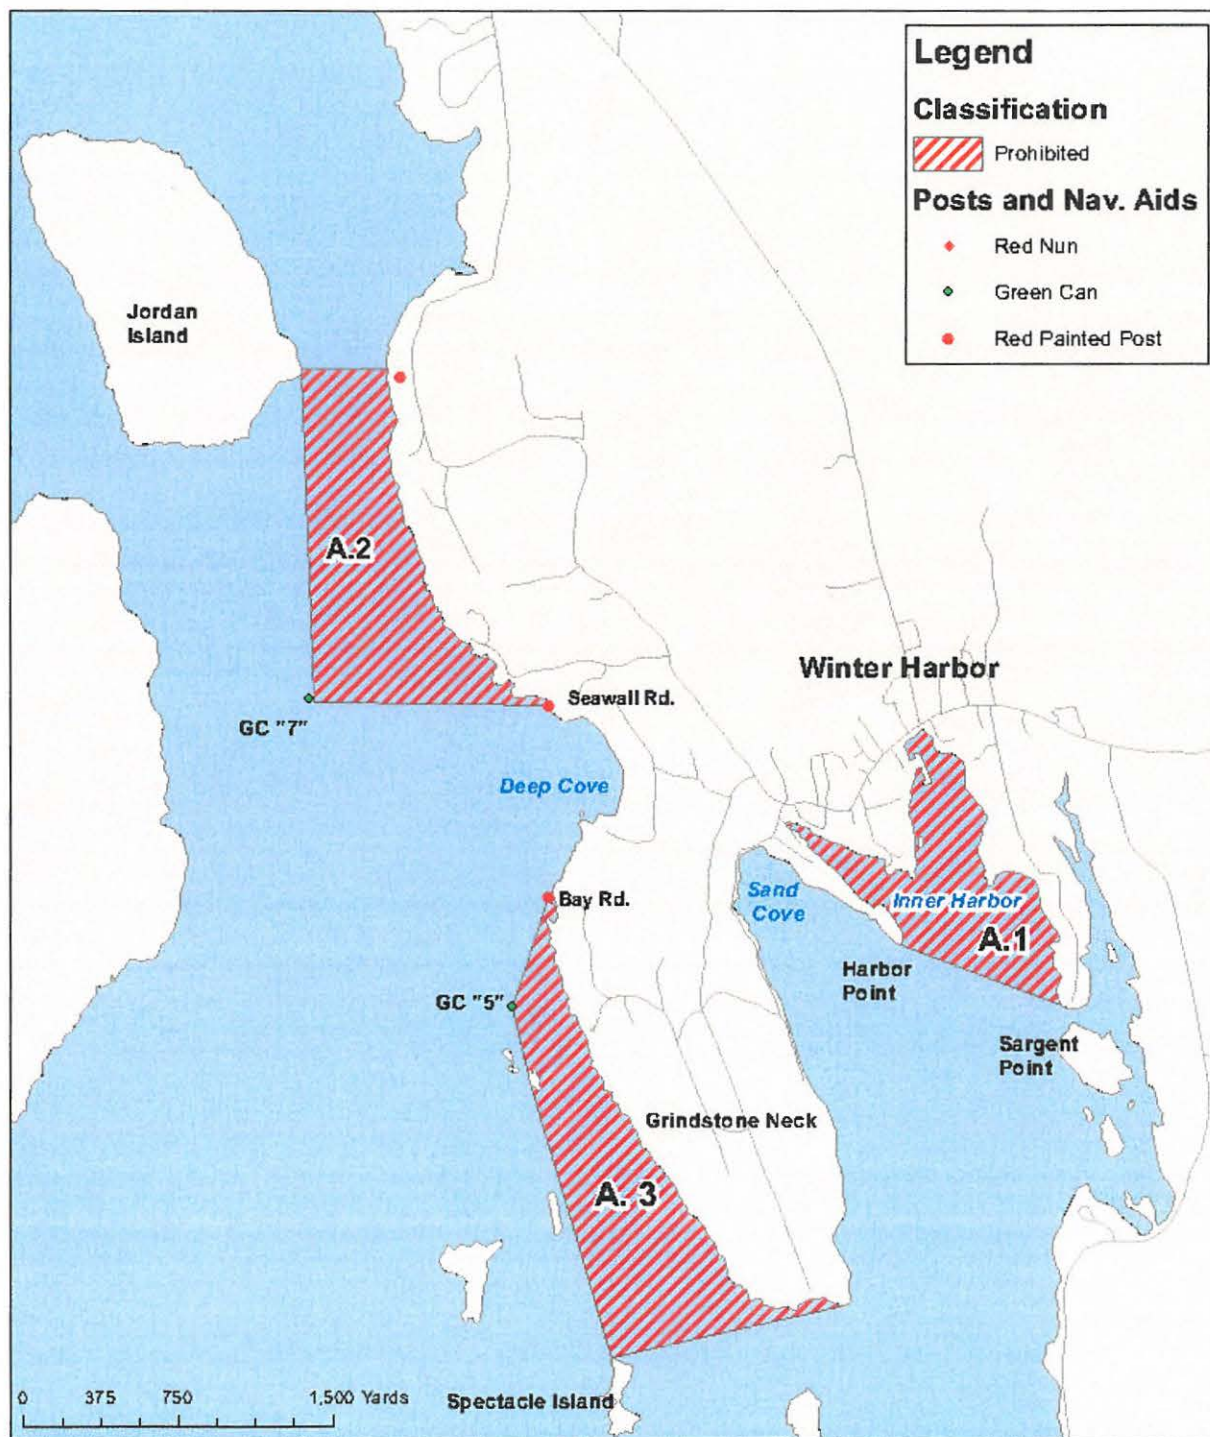 Legend
Classification
Prohibited
Posts and Nav. Aids
Red Nun
Green Can
Red Painted Post
Jordan
Island
A.2
Winter Harbor
Seawall Rd.
GC "7"
Deep Cove
Sand
Cove
Bay Rd.
Inner Harbor
A.1
Harbor
Point
GC "5"
Sargent
Point
Grindstone Neck
A. 3
0 375 750 1,500 Yards
Spectacle Island